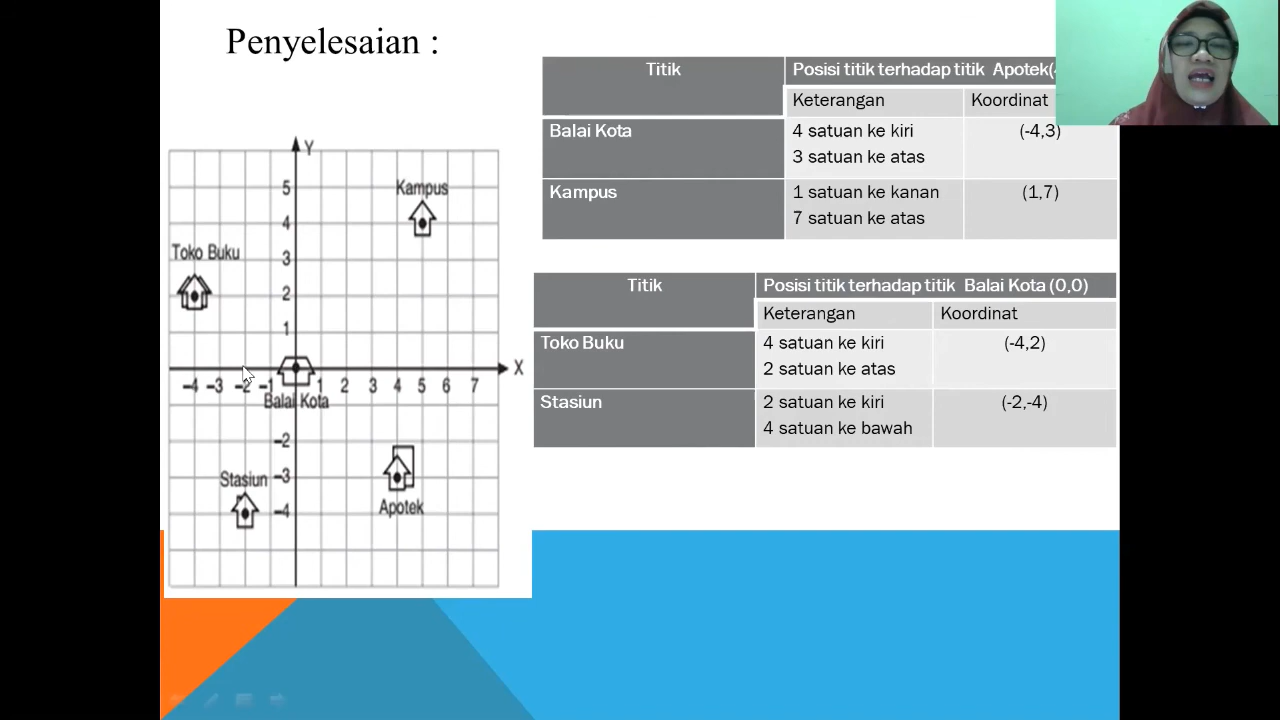 Penyelesaian :
Titik
Posisi titik terhadap titik Apotek(
Keterangan
Koordinat
Balai Kota
4 satuan ke kiri
3 satuan ke atas
(-4,3)
Kampus
1 satuan ke kanan
7 satuan ke atas
(1,7)
Titik
Posisi titik terhadap titik Balai Kota (0,0)
Keterangan
Koordinat
Toko Buku
4 satuan ke kiri
2 satuan ke atas
(-4,2)
Stasiun
2 satuan ke kiri
4 satuan ke bawah
(-2,-4)
Y
Kampus
5
4
Toko Buku
3
2
1
X
-4 -3 -2 -1 1 2 3 4 5 6 7
Balai Kota
-2
Stasiun
-3
Apotek
-4